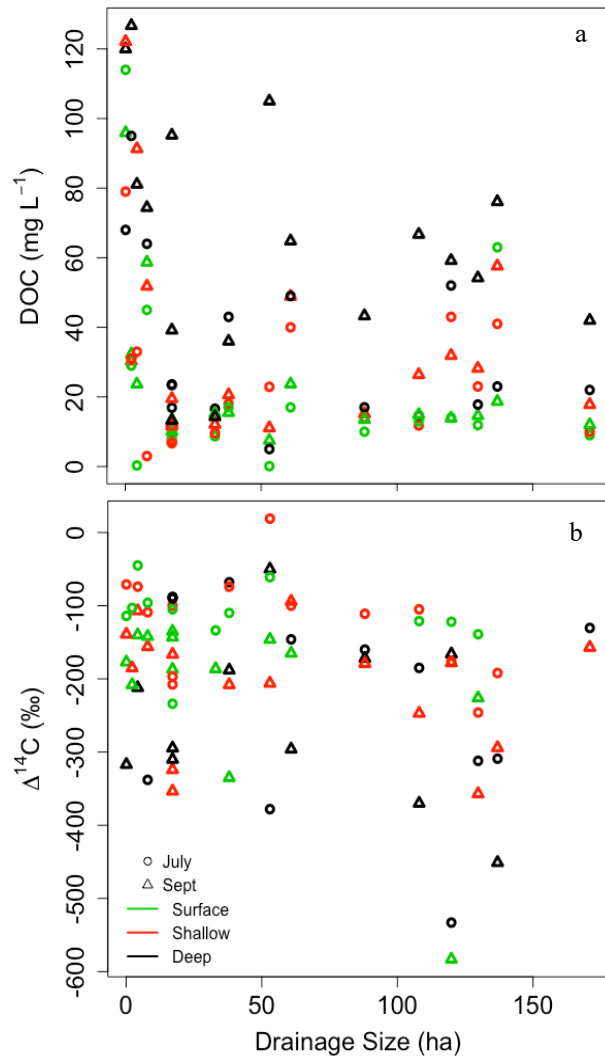 a
120
100
80
60
40
20
0
DOC (mg L⁻¹)
b
0
-100
-200
-300
-400
-500
-600
Δ¹⁴C (‰)
July
Sept
Surface
Shallow
Deep
0 50 100 150
Drainage Size (ha)